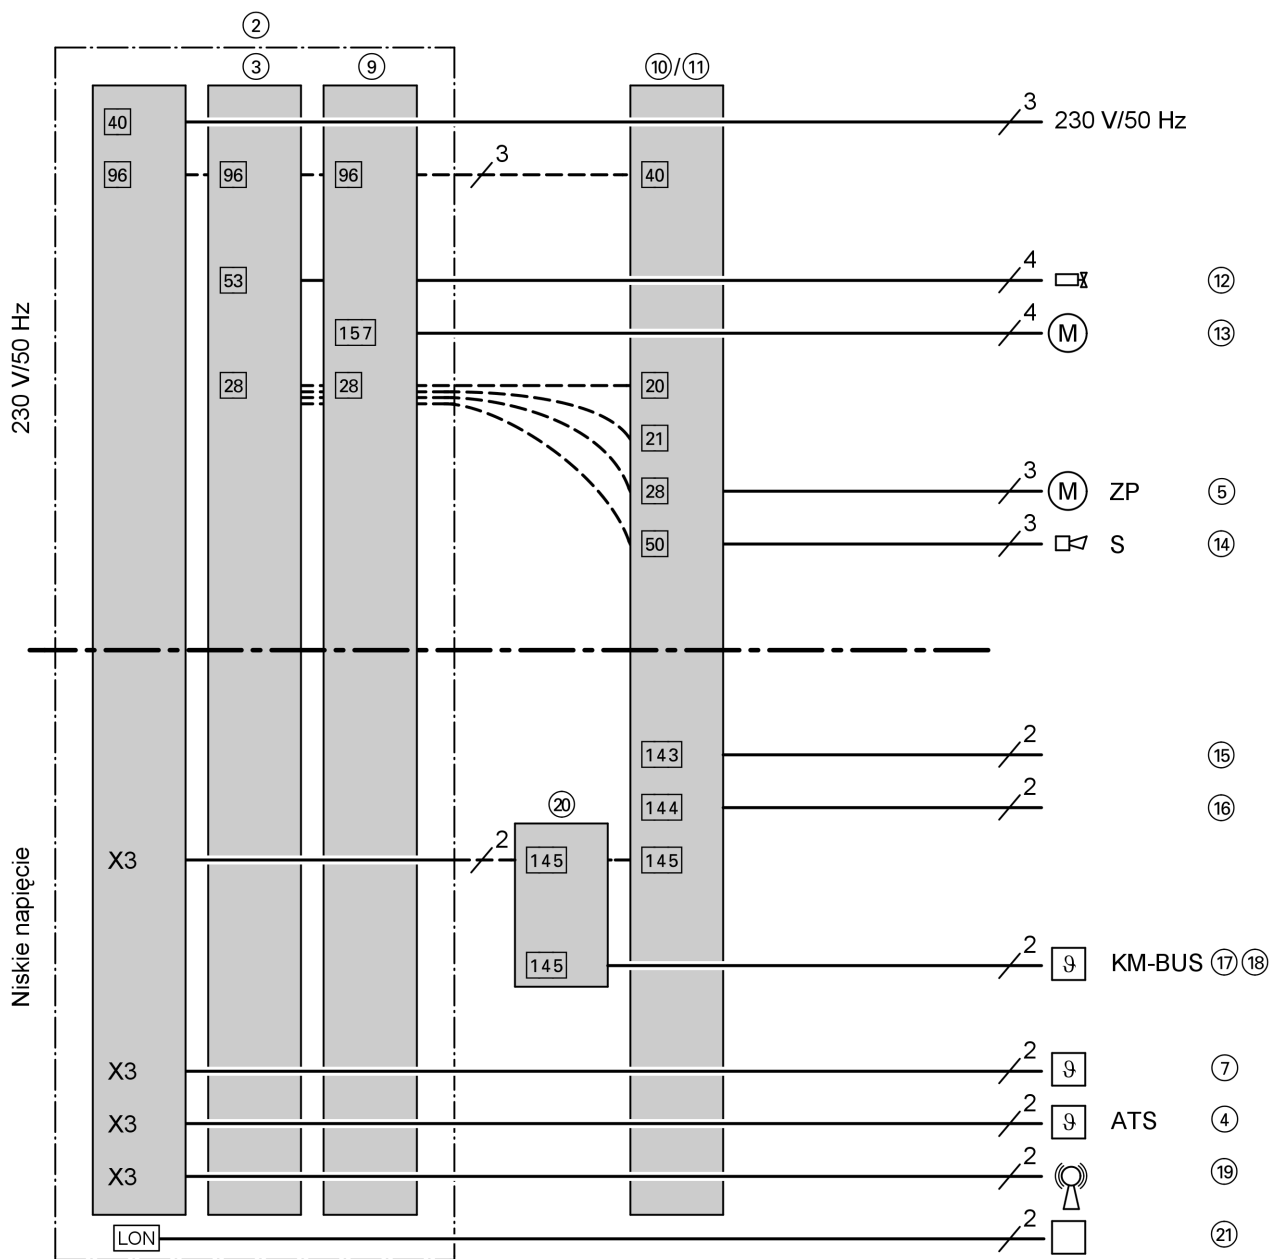 ②
③ ⑨ ⑩/⑪
40 3 230 V/50 Hz
96 96 96 3 40
53 4 ⑫
157 4 M ⑬
230 V/50 Hz
28 28 20
21
28 3 M ZP ⑤
50 3 S ⑭
143 2 ⑮
144 2 ⑯
⑳
X3 2 145 145
Niskie napięcie
145 2 ϑ KM-BUS ⑰⑱
X3 2 ϑ ⑦
X3 2 ϑ ATS ④
X3 2 ⑲
LON 2 ㉑